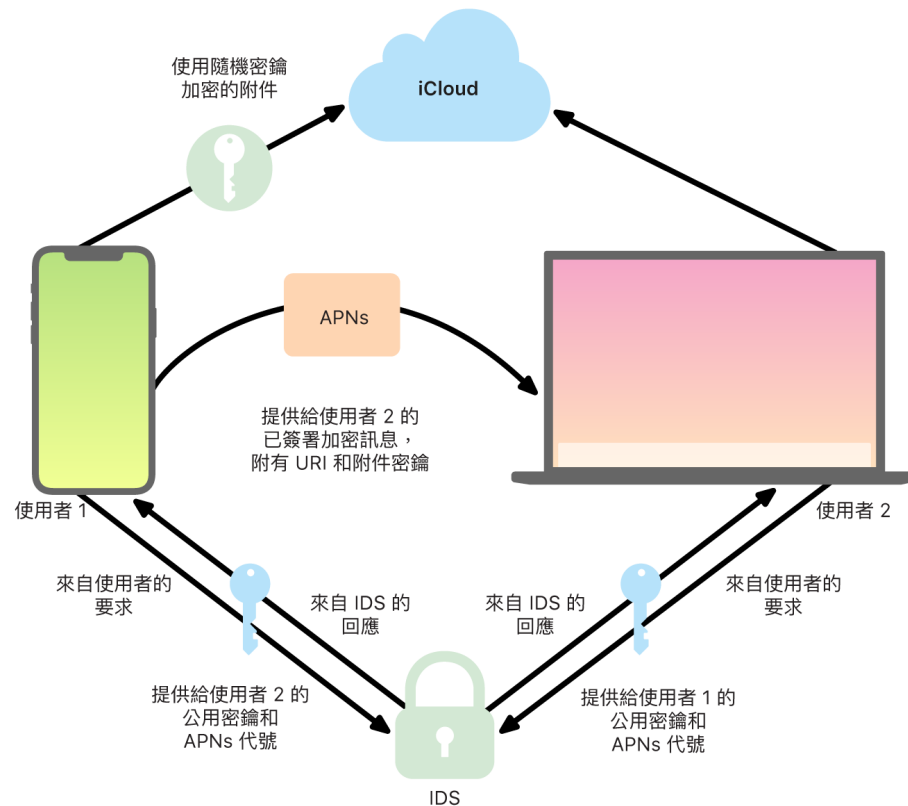 使用隨機密鑰
加密的附件
iCloud
APNs
提供給使用者 2 的
已簽署加密訊息，
附有 URI 和附件密鑰
使用者 1
使用者 2
來自使用者的
要求
來自 IDS 的
回應
來自 IDS 的
回應
來自使用者的
要求
提供給使用者 2 的
公用密鑰和
APNs 代號
提供給使用者 1 的
公用密鑰和
APNs 代號
IDS